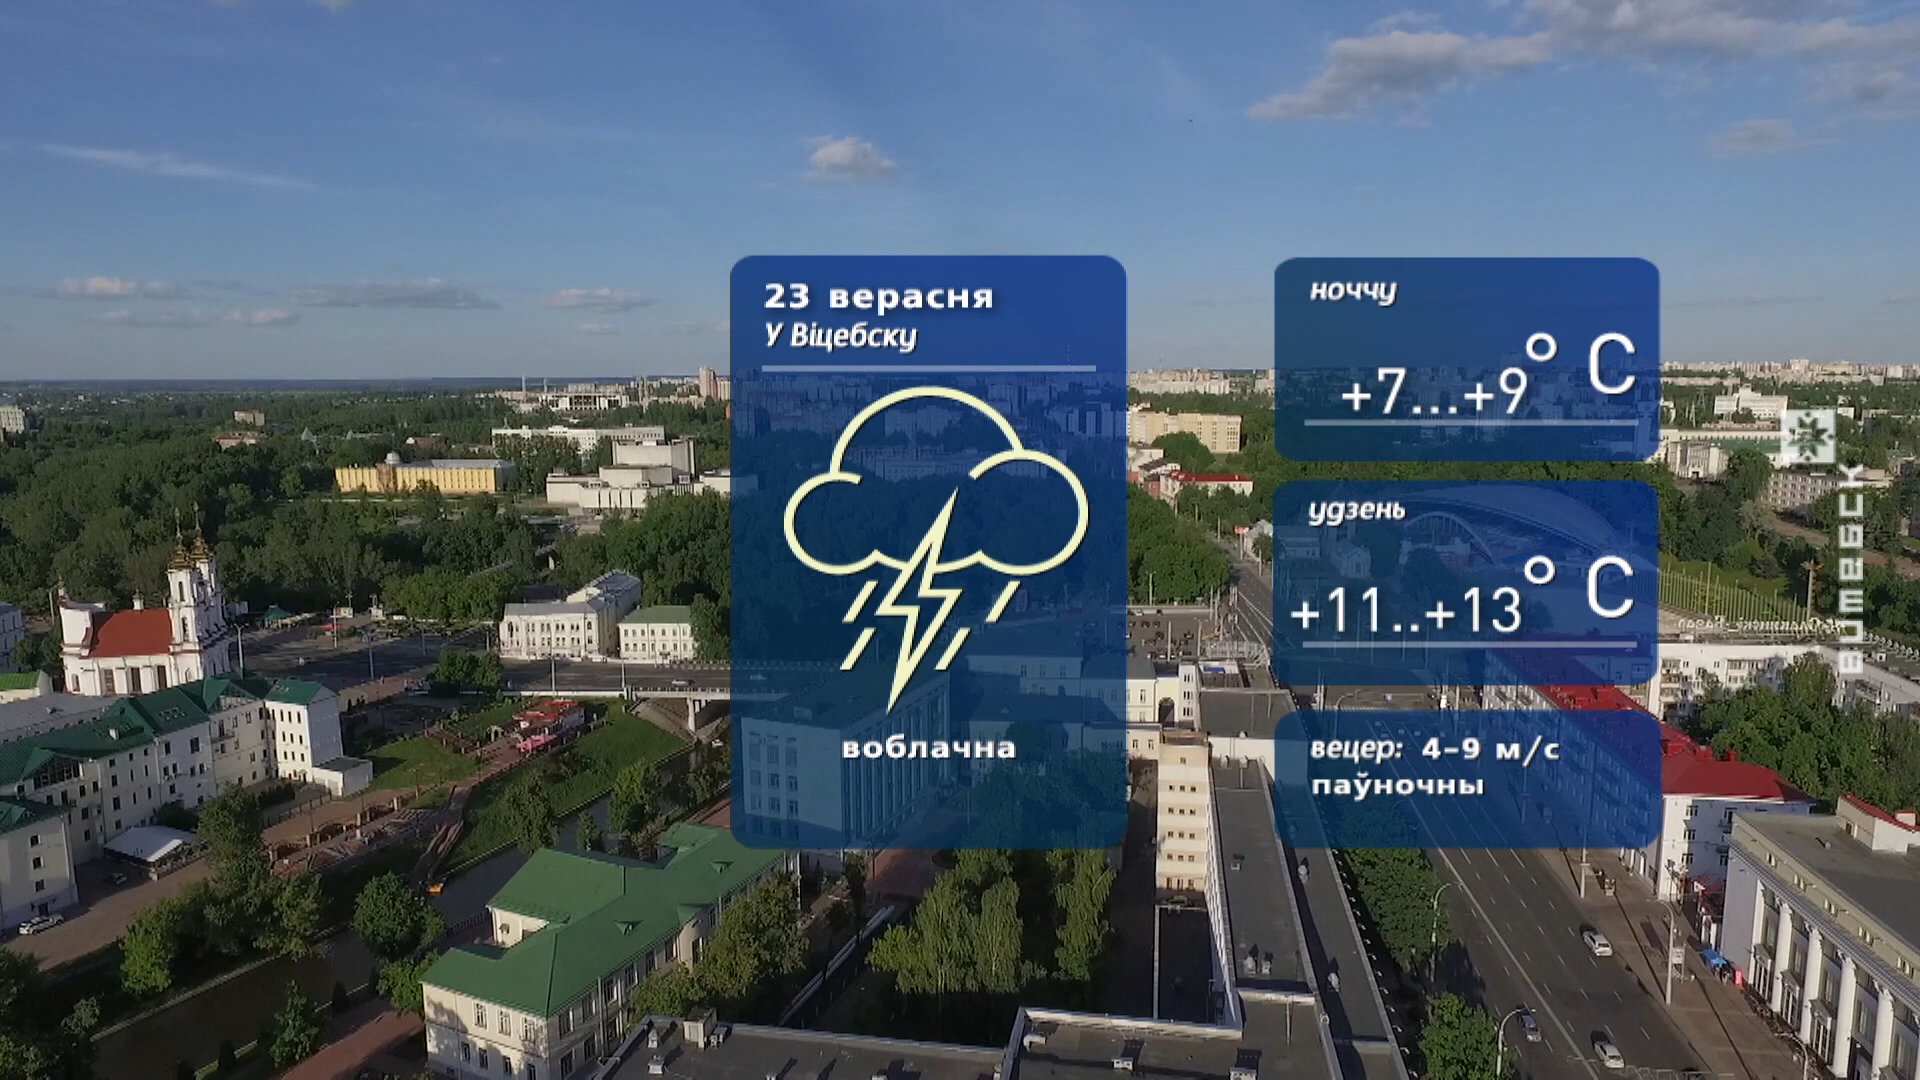 23 верасня
У Віцебску
воблачна
ноччу
+7...+9° C
удзень
+11..+13° C
вецер: 4-9 м/с
паўночны
витебск